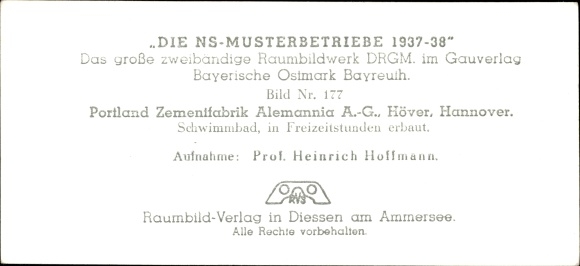 „DIE NS-MUSTERBETRIEBE 1937-38"
Das große zweibändige Raumbildwerk DRGM. im Gauverlag
Bayerische Ostmark Bayreuth.
Bild Nr. 177
Portland Zementfabrik Alemannia A.-G., Höver, Hannover.
Schwimmbad, in Freizeitstunden erbaut.
Aufnahme: Prof. Heinrich Hoffmann.
RVS
Raumbild-Verlag in Diessen am Ammersee.
Alle Rechte vorbehalten.